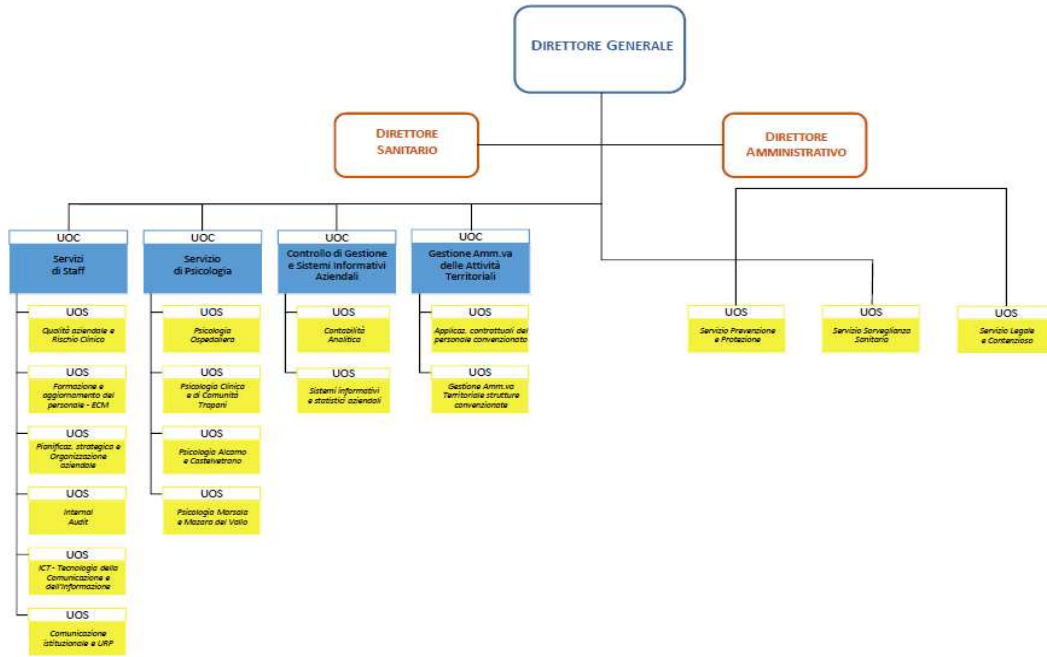 DIRETTORE GENERALE
DIRETTORE
SANITARIO
DIRETTORE
AMMINISTRATIVO
UOC
Servizi
di Staff
UOS
Qualità aziendale e
Rischio Clinico
UOS
Formazione e
aggiornamento del
personale - ECM
UOS
Pianificaz. strategica e
Organizzazione
aziendale
UOS
Internal
Audit
UOS
ICT - Tecnologia della
Comunicazione e
dell'Informazione
UOS
Comunicazione
istituzionale e URP
UOC
Servizio
di Psicologia
UOS
Psicologia
Ospedaliera
UOS
Psicologia Clinica
e di Comunità
Trapani
UOS
Psicologia Alcamo
e Castelvetrano
UOS
Psicologia Marsala
e Mazara del Vallo
UOC
Controllo di Gestione
e Sistemi Informativi
Aziendali
UOS
Contabilità
Analitica
UOS
Sistemi informativi
e statistici aziendali
UOC
Gestione Amm.va
delle Attività
Territoriali
UOS
Applicaz. contrattuali del
personale convenzionato
UOS
Gestione Amm.va
Territoriale strutture
convenzionate
UOS
Servizio Prevenzione
e Protezione
UOS
Servizio Sorveglianza
Sanitaria
UOS
Servizio Legale
e Contenzioso